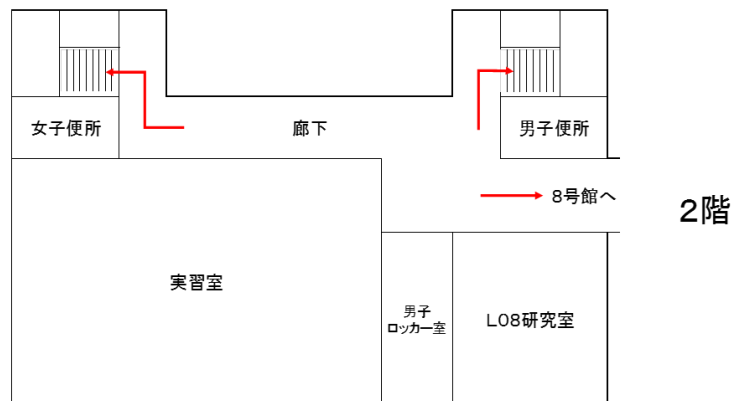 女子便所
廊下
男子便所
8号館へ
2階
実習室
男子
ロッカー室
L08研究室